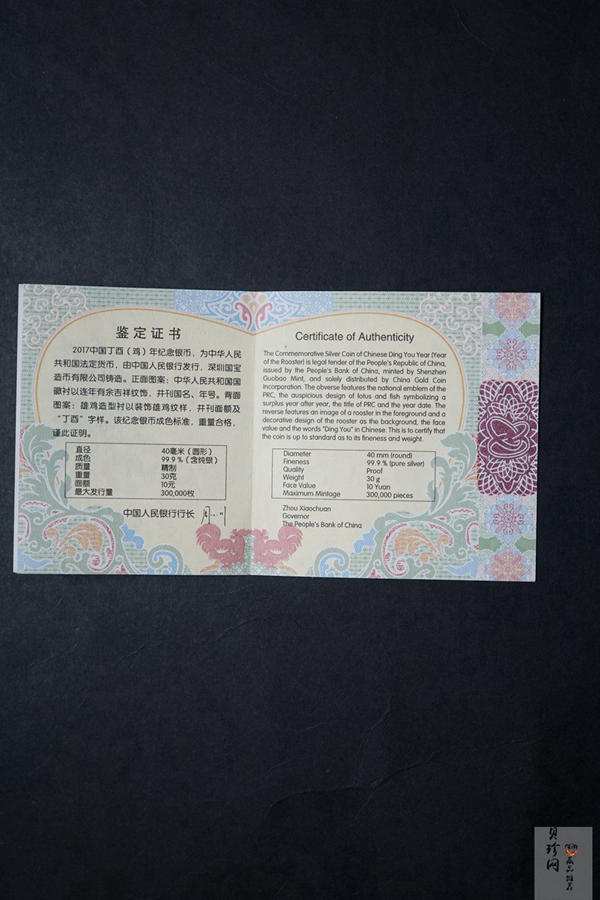 鉴定证书
2017中国丁酉（鸡）年纪念银币，为中华人民
共和国法定货币，由中国人民银行发行，深圳国宝
造币有限公司铸造。正面图案：中华人民共和国国
徽衬以连年有余吉祥纹饰，并刊国名、年号。背面
图案：雄鸡造型衬以装饰雄鸡纹样，并刊面额及
“丁酉”字样。该纪念银币成色标准，重量合格，
谨此证明。
直径 40毫米（圆形）
成色 99.9％（含纯银）
质量 精制
重量 30克
面额 10元
最大发行量 300,000枚
中国人民银行行长
Certificate of Authenticity
The Commemorative Silver Coin of Chinese Ding You Year (Year
of the Rooster) is legal tender of the People's Republic of China,
issued by the People's Bank of China, minted by Shenzhen
Guobao Mint, and solely distributed by China Gold Coin
Incorporation. The obverse features the national emblem of the
PRC, the auspicious design of lotus and fish symbolizing a
surplus year after year, the title of PRC and the year date. The
reverse features an image of a rooster in the foreground and a
decorative design of the rooster as the background, the face
value and the words "Ding You" in Chinese. This is to certify that
the coin is up to standard as to its fineness and weight.
Diameter 40 mm (round)
Fineness 99.9 % (pure silver)
Quality Proof
Weight 30 g
Face Value 10 Yuan
Maximum Mintage 300,000 pieces
Zhou Xiaochuan
Governor
The People's Bank of China
贝珍网